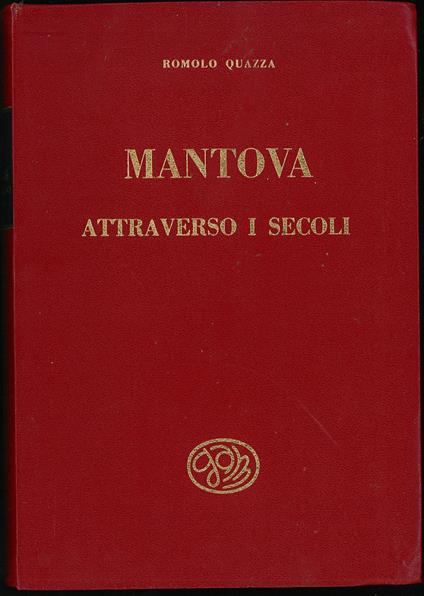 ROMOLO QUAZZA
MANTOVA
ATTRAVERSO I SECOLI